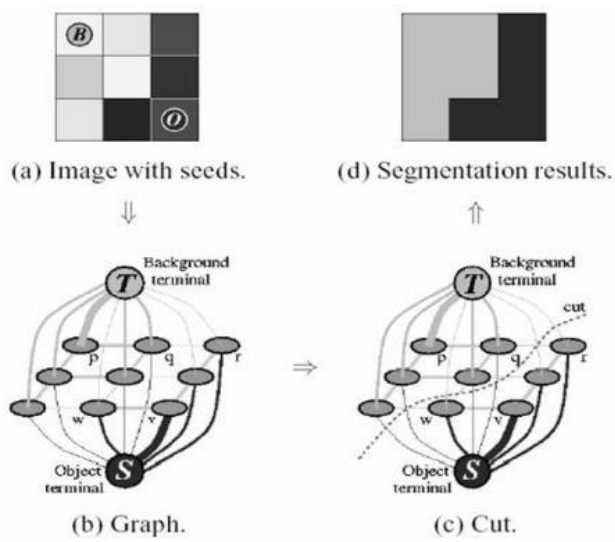 B
O
(a) Image with seeds.
(d) Segmentation results.
Background
terminal
T
p
q
r
w
v
S
Object
terminal
(b) Graph.
Background
terminal
T
cut
p
q
r
w
v
S
Object
terminal
(c) Cut.